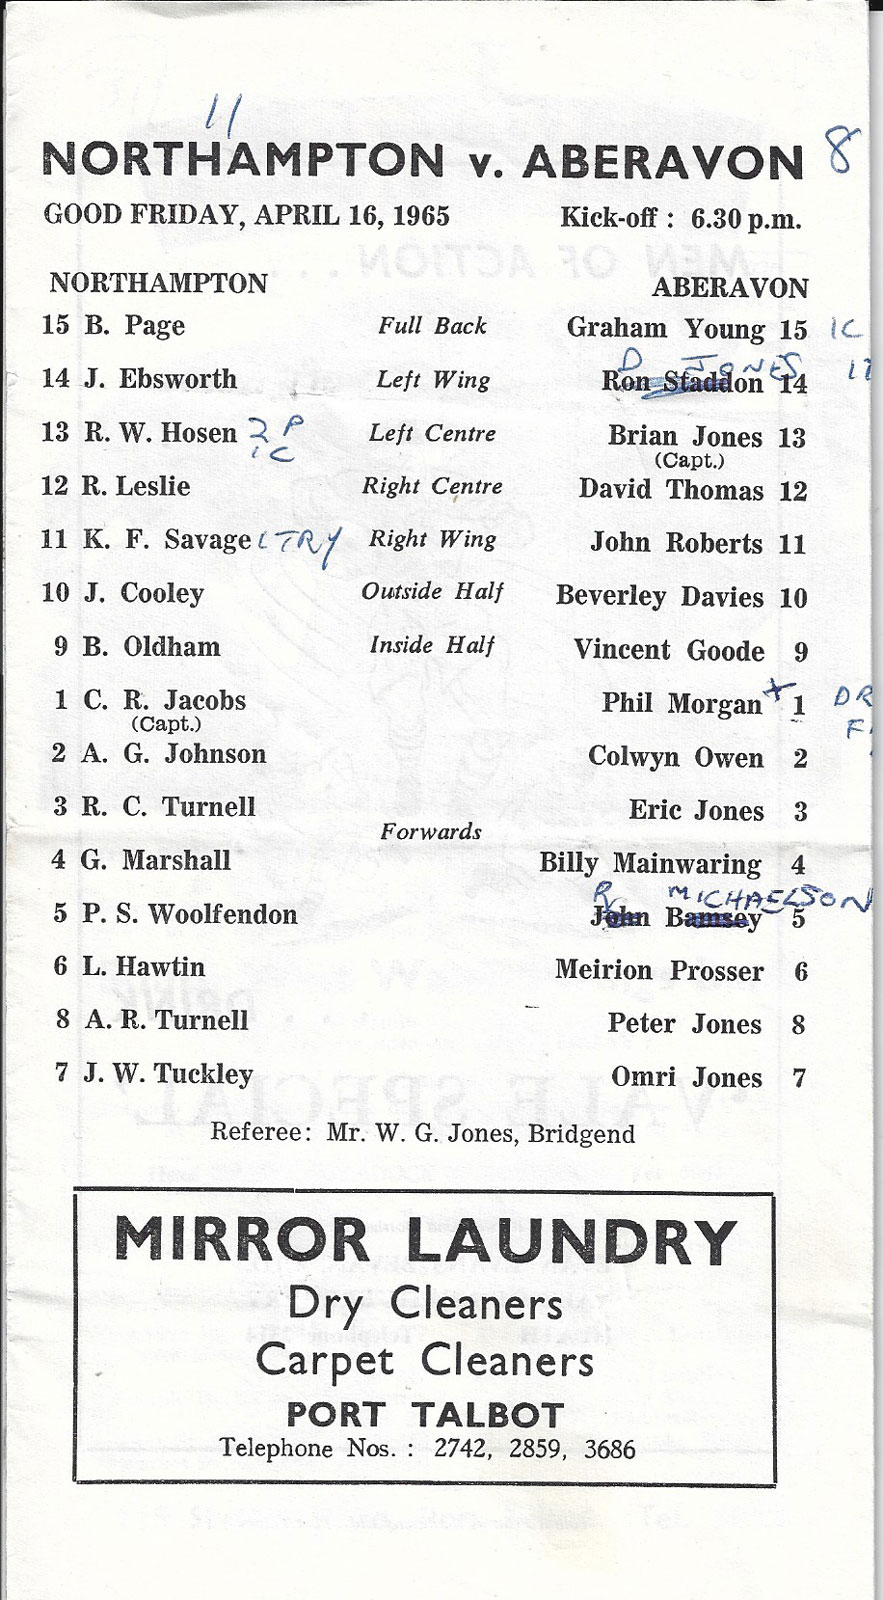 11
NORTHAMPTON v. ABERAVON 8
GOOD FRIDAY, APRIL 16, 1965 Kick-off : 6.30 p.m.
NORTHAMPTON ABERAVON
15 B. Page Full Back Graham Young 15 1C
D JONES
14 J. Ebsworth Left Wing Ron Staddon 14
13 R. W. Hosen 2 P Left Centre Brian Jones 13
1C (Capt.)
12 R. Leslie Right Centre David Thomas 12
11 K. F. Savage 1 TRY Right Wing John Roberts 11
10 J. Cooley Outside Half Beverley Davies 10
9 B. Oldham Inside Half Vincent Goode 9
1 C. R. Jacobs Phil Morgan x 1 DR
(Capt.)
2 A. G. Johnson Colwyn Owen 2
3 R. C. Turnell Eric Jones 3
Forwards
4 G. Marshall Billy Mainwaring 4
R MICHAELSON
5 P. S. Woolfendon John Bamsey 5
6 L. Hawtin Meirion Prosser 6
8 A. R. Turnell Peter Jones 8
7 J. W. Tuckley Omri Jones 7
Referee: Mr. W. G. Jones, Bridgend
MIRROR LAUNDRY
Dry Cleaners
Carpet Cleaners
PORT TALBOT
Telephone Nos. : 2742, 2859, 3686